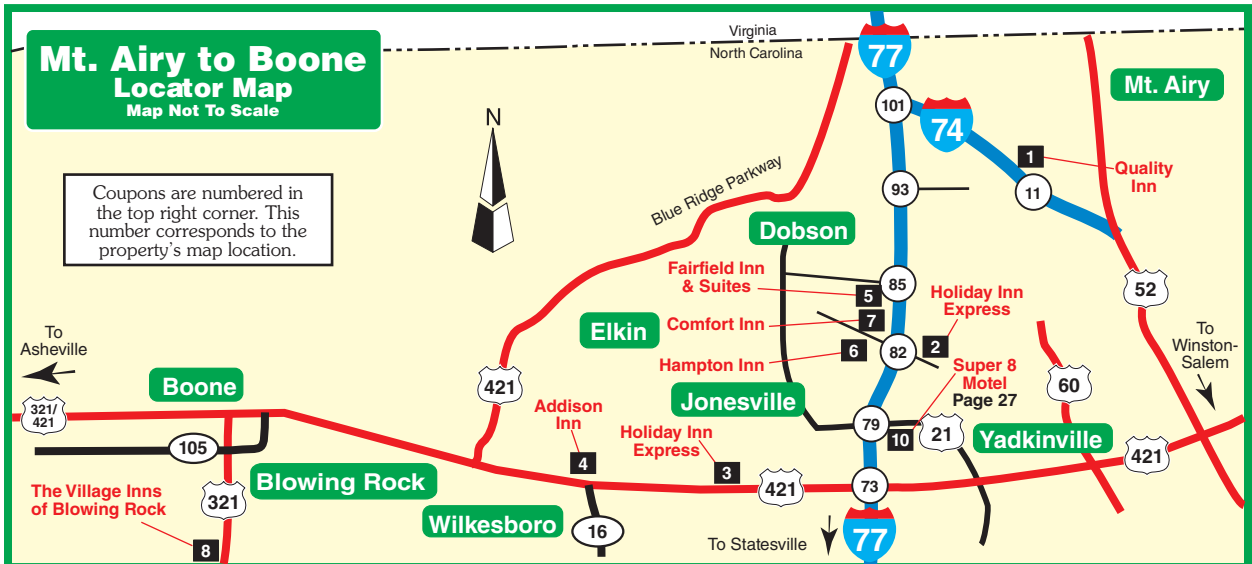 Mt. Airy to Boone
Locator Map
Map Not To Scale
Coupons are numbered in
the top right corner. This
number corresponds to the
property's map location.
N
Virginia
North Carolina
77
101
74
Mt. Airy
1
Quality
Inn
11
93
Blue Ridge Parkway
Dobson
Fairfield Inn
& Suites
5
85
Holiday Inn
Express
52
Elkin
Comfort Inn
7
Hampton Inn
6
82
2
To
Winston-
Salem
Super 8
Motel
Page 27
60
To
Asheville
Boone
421
321/
421
Jonesville
79
10
21
Yadkinville
421
105
Addison
Inn
4
Holiday Inn
Express
3
421
73
Blowing Rock
The Village Inns
of Blowing Rock
321
8
Wilkesboro
16
To Statesville
77